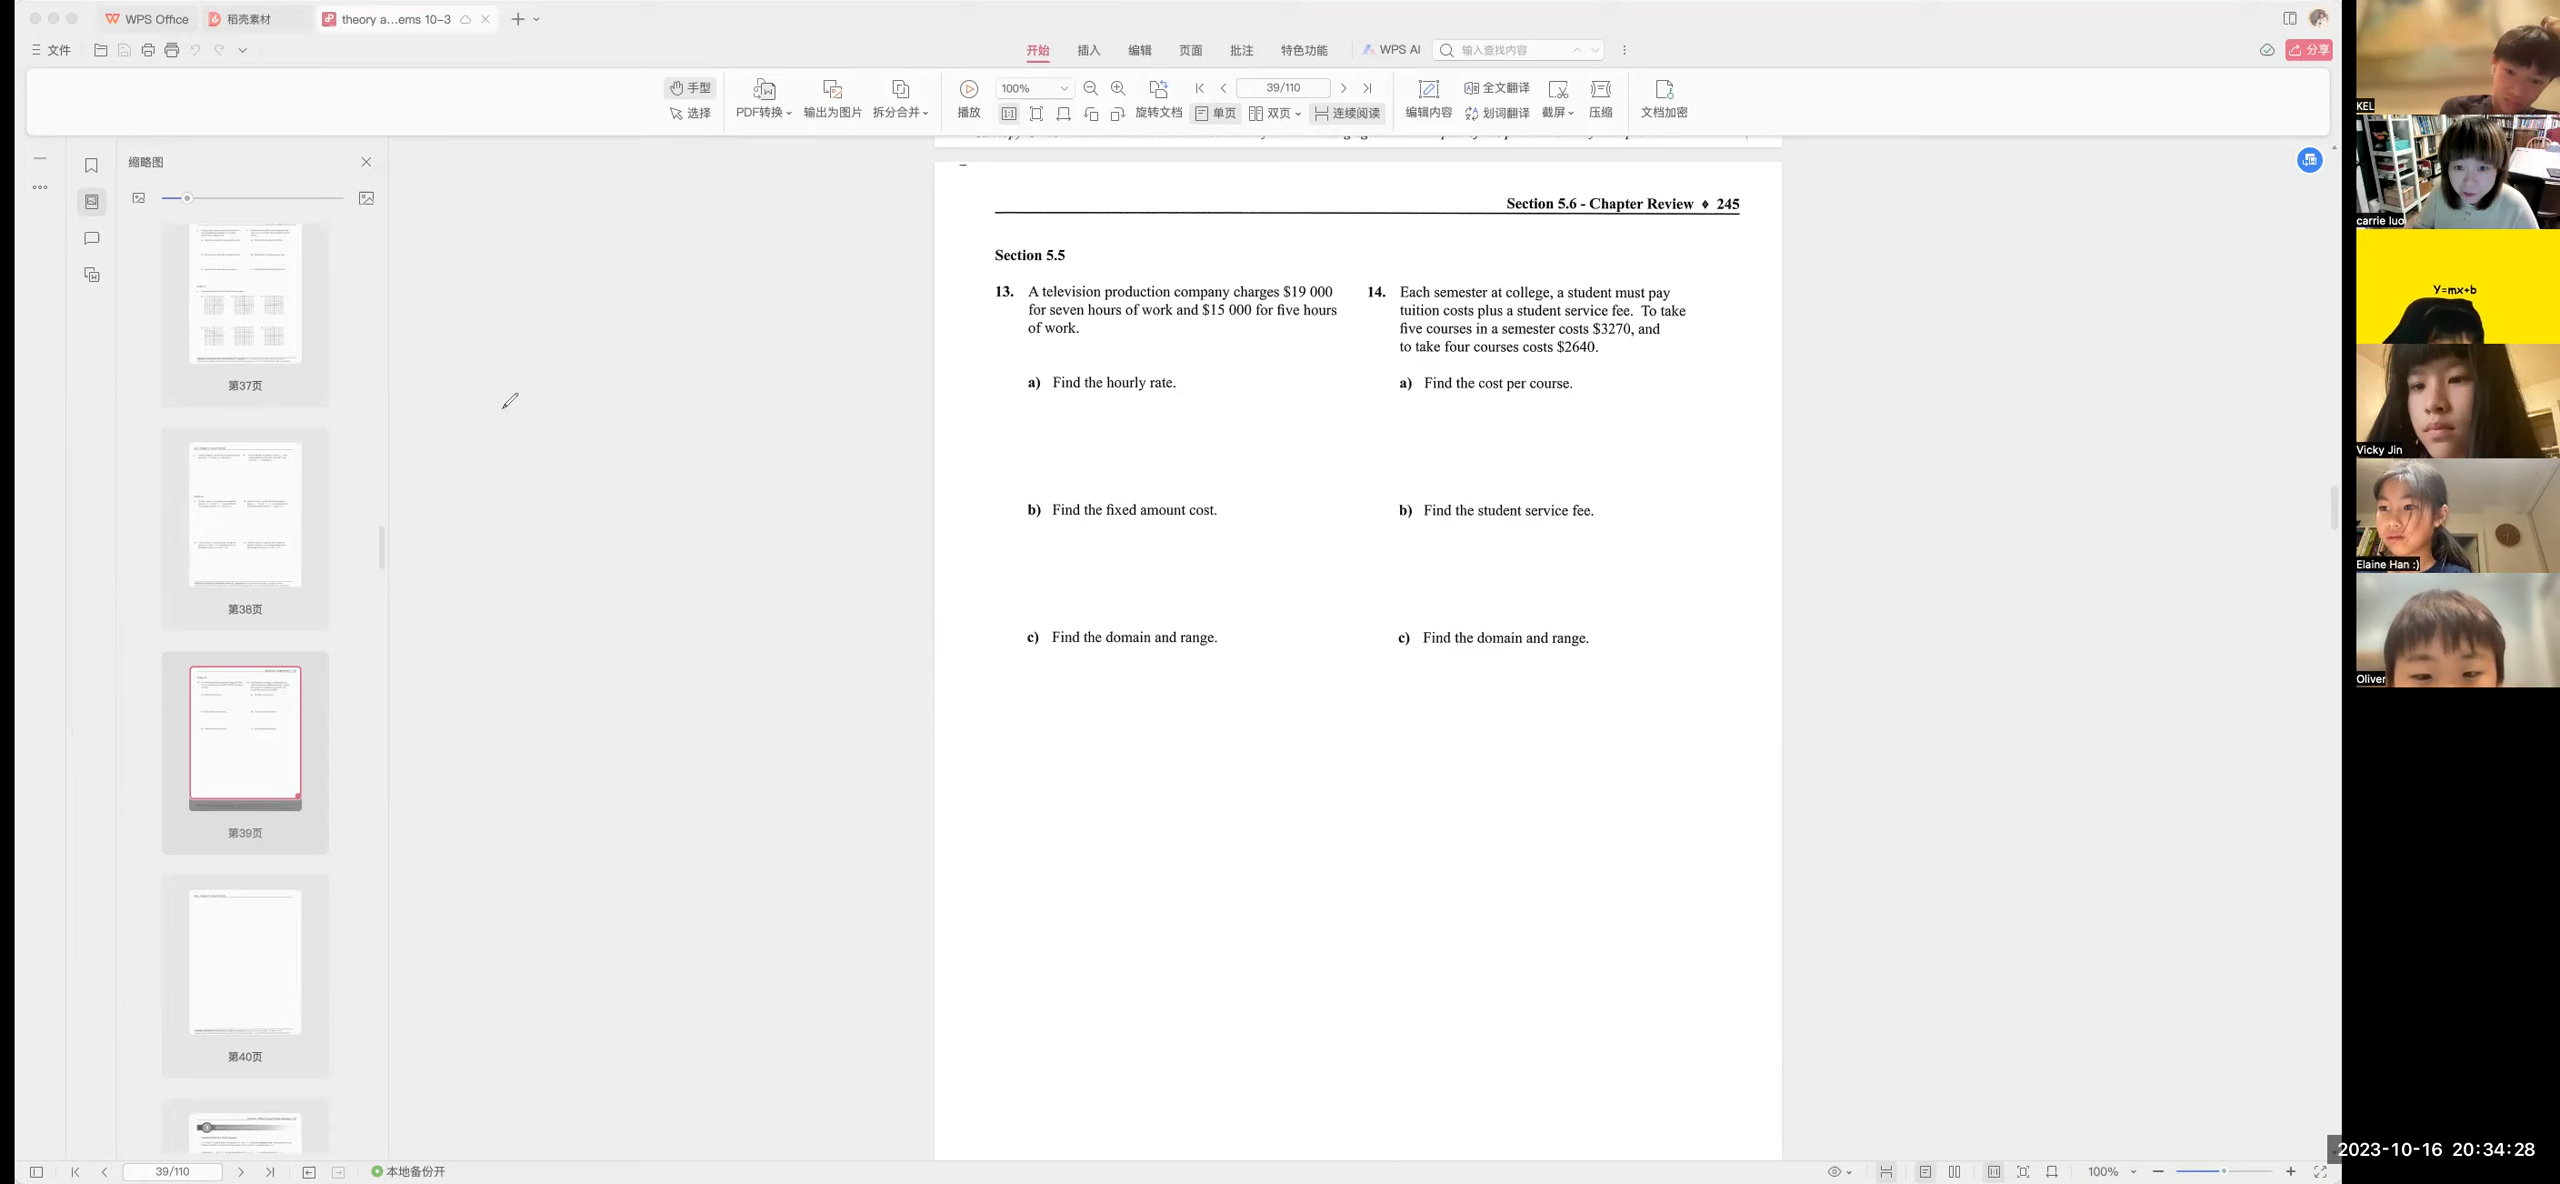 WPS Office
稻壳素材
theory a...ems 10-3
文件
开始
插入
编辑
页面
批注
特色功能
WPS AI
输入查找内容
分享
手型
选择
PDF转换
输出为图片
拆分合并
播放
100%
39/110
旋转文档
单页
双页
连续阅读
编辑内容
全文翻译
划词翻译
截屏
压缩
文档加密
缩略图
第37页
第38页
第39页
第40页
Section 5.6 - Chapter Review ♦ 245
Section 5.5
13. A television production company charges $19 000
for seven hours of work and $15 000 for five hours
of work.
a) Find the hourly rate.
b) Find the fixed amount cost.
c) Find the domain and range.
14. Each semester at college, a student must pay
tuition costs plus a student service fee. To take
five courses in a semester costs $3270, and
to take four courses costs $2640.
a) Find the cost per course.
b) Find the student service fee.
c) Find the domain and range.
KEL
carrie luo
Y=mx+b
Vicky Jin
Elaine Han :)
Oliver
39/110
本地备份开
100%
2023-10-16 20:34:28